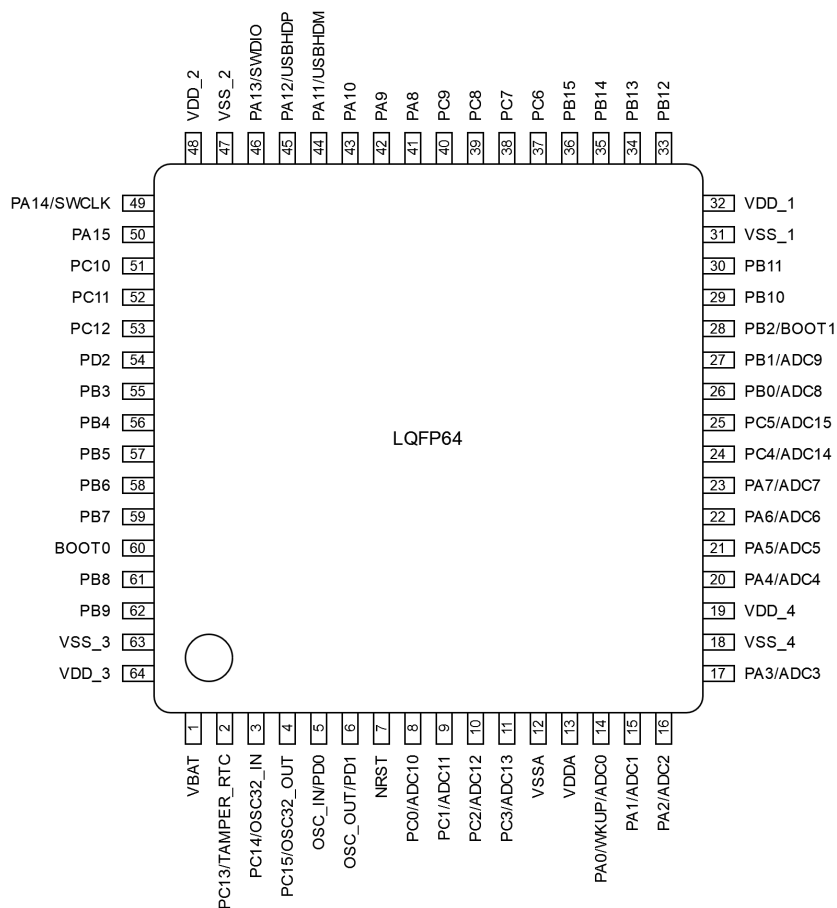 VDD_2
VSS_2
PA13/SWDIO
PA12/USBHDP
PA11/USBHDM
PA10
PA9
PA8
PC9
PC8
PC7
PC6
PB15
PB14
PB13
PB12
48
47
46
45
44
43
42
41
40
39
38
37
36
35
34
33
PA14/SWCLK 49
PA15 50
PC10 51
PC11 52
PC12 53
PD2 54
PB3 55
PB4 56
PB5 57
PB6 58
PB7 59
BOOT0 60
PB8 61
PB9 62
VSS_3 63
VDD_3 64
LQFP64
32 VDD_1
31 VSS_1
30 PB11
29 PB10
28 PB2/BOOT1
27 PB1/ADC9
26 PB0/ADC8
25 PC5/ADC15
24 PC4/ADC14
23 PA7/ADC7
22 PA6/ADC6
21 PA5/ADC5
20 PA4/ADC4
19 VDD_4
18 VSS_4
17 PA3/ADC3
1
2
3
4
5
6
7
8
9
10
11
12
13
14
15
16
VBAT
PC13/TAMPER_RTC
PC14/OSC32_IN
PC15/OSC32_OUT
OSC_IN/PD0
OSC_OUT/PD1
NRST
PC0/ADC10
PC1/ADC11
PC2/ADC12
PC3/ADC13
VSSA
VDDA
PA0/WKUP/ADC0
PA1/ADC1
PA2/ADC2